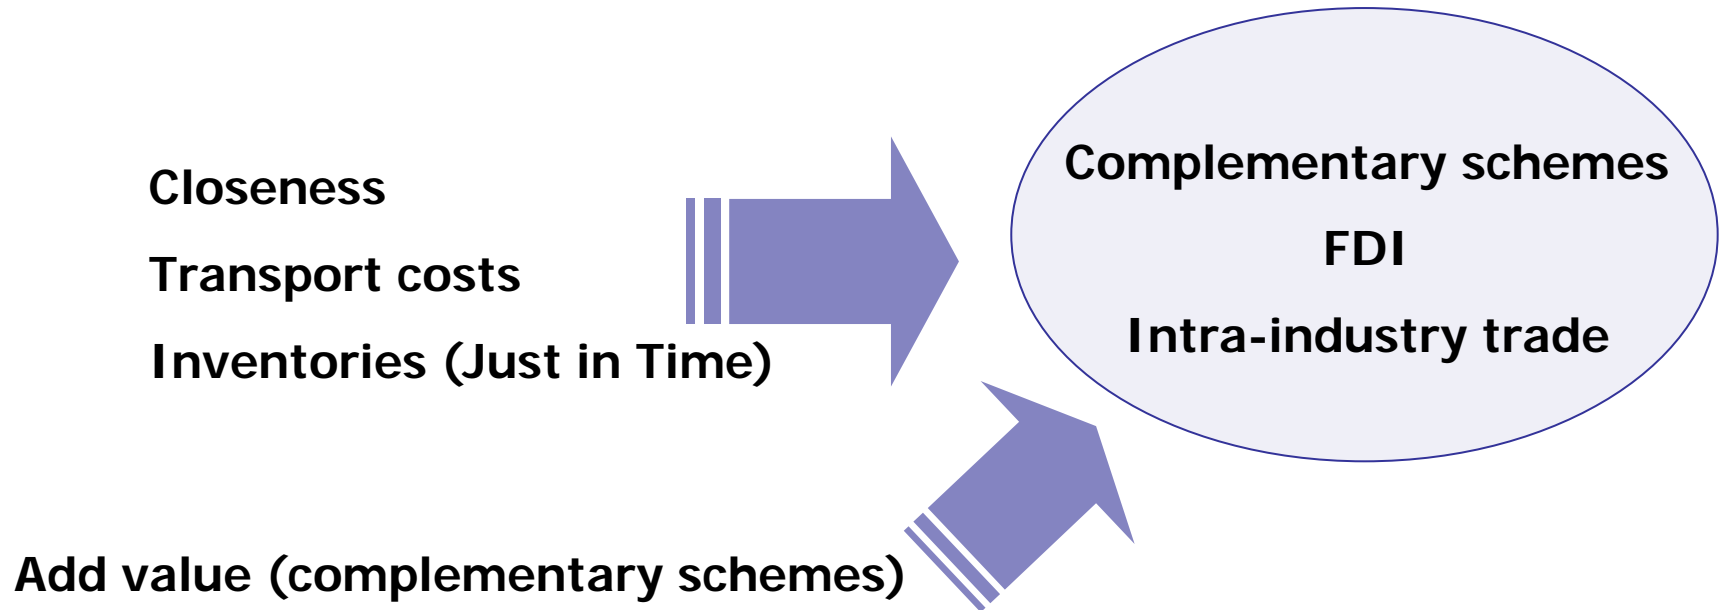 Closeness
Transport costs
Inventories (Just in Time)
Add value (complementary schemes)
Complementary schemes
FDI
Intra-industry trade